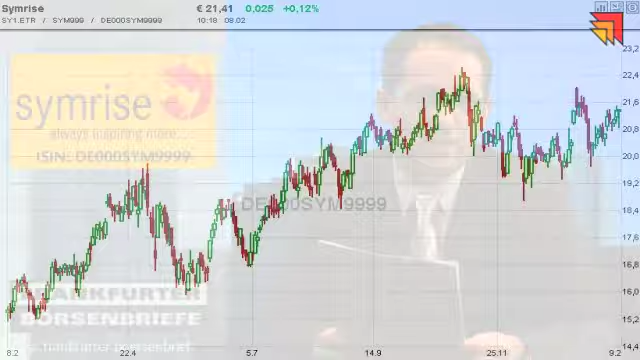 Symrise € 21,41 0,025 +0,12%
SY1.ETR / SYM999 / DE000SYM9999 10:18 08.02
symrise
always inspiring more...
ISIN: DE000SYM9999
DE000SYM9999
FRANKFURTER
BÖRSENBRIEFE
23,2
22,4
21,6
20,8
20,0
19,2
18,4
17,6
16,8
16,0
15,2
14,4
8.2 22.4 5.7 14.9 25.11 9.2